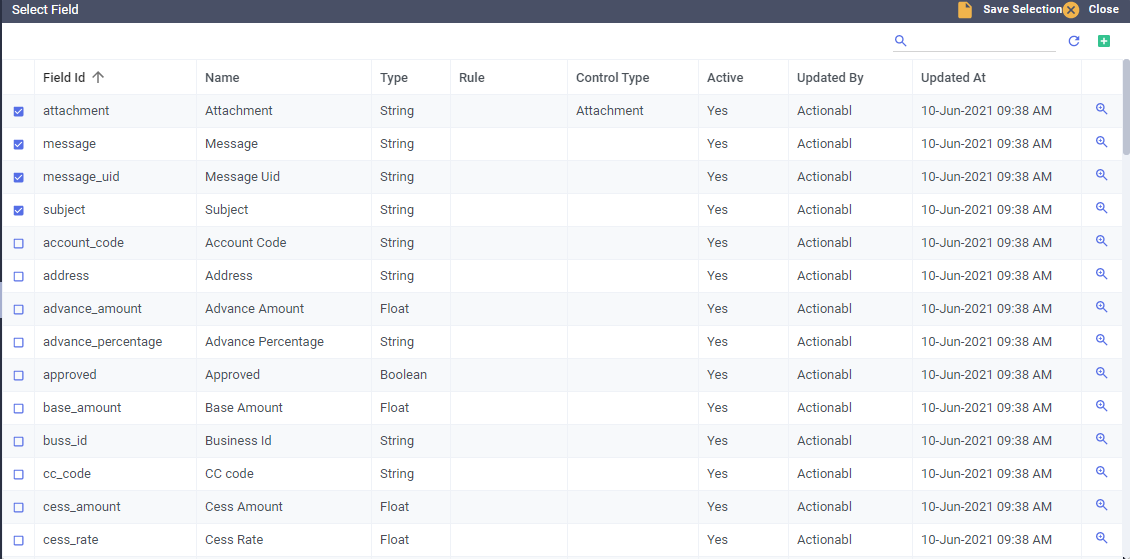 Select Field Save Selection Close
Field Id Name Type Rule Control Type Active Updated By Updated At
attachment Attachment String Attachment Yes Actionabl 10-Jun-2021 09:38 AM
message Message String Yes Actionabl 10-Jun-2021 09:38 AM
message_uid Message Uid String Yes Actionabl 10-Jun-2021 09:38 AM
subject Subject String Yes Actionabl 10-Jun-2021 09:38 AM
account_code Account Code String Yes Actionabl 10-Jun-2021 09:38 AM
address Address String Yes Actionabl 10-Jun-2021 09:38 AM
advance_amount Advance Amount Float Yes Actionabl 10-Jun-2021 09:38 AM
advance_percentage Advance Percentage String Yes Actionabl 10-Jun-2021 09:38 AM
approved Approved Boolean Yes Actionabl 10-Jun-2021 09:38 AM
base_amount Base Amount Float Yes Actionabl 10-Jun-2021 09:38 AM
buss_id Business Id String Yes Actionabl 10-Jun-2021 09:38 AM
cc_code CC code String Yes Actionabl 10-Jun-2021 09:38 AM
cess_amount Cess Amount Float Yes Actionabl 10-Jun-2021 09:38 AM
cess_rate Cess Rate Float Yes Actionabl 10-Jun-2021 09:38 AM